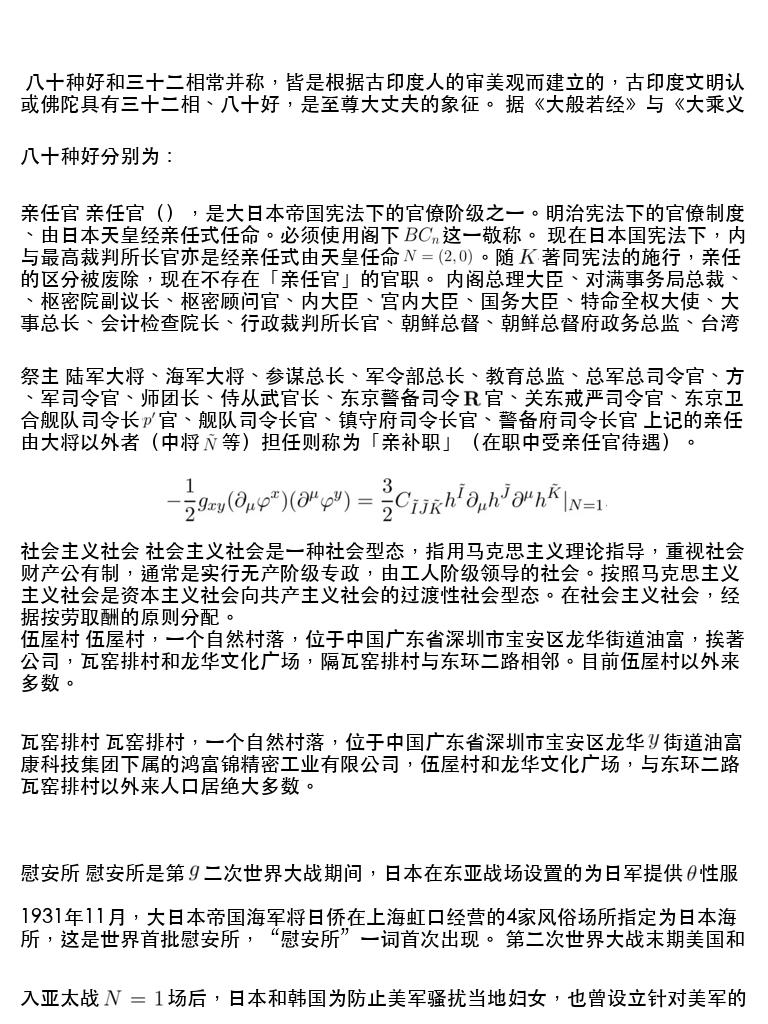 八十种好和三十二相常并称，皆是根据古印度人的审美观而建立的，古印度文明认
或佛陀具有三十二相、八十好，是至尊大丈夫的象征。 据《大般若经》与《大乘义
八十种好分别为：
亲任官 亲任官（），是大日本帝国宪法下的官僚阶级之一。明治宪法下的官僚制度
、由日本天皇经亲任式任命。必须使用阁下 $BC_n$ 这一敬称。 现在日本国宪法下，内
与最高裁判所长官亦是经亲任式由天皇任命 $N=(2,0)$ 。随 $K$ 著同宪法的施行，亲任
的区分被废除，现在不存在「亲任官」的官职。 内阁总理大臣、对满事务局总裁、
、枢密院副议长、枢密顾问官、内大臣、宫内大臣、国务大臣、特命全权大使、大
事总长、会计检查院长、行政裁判所长官、朝鲜总督、朝鲜总督府政务总监、台湾
祭主 陆军大将、海军大将、参谋总长、军令部总长、教育总监、总军总司令官、方
、军司令官、师团长、侍从武官长、东京警备司令 $\mathbf{R}$ 官、关东戒严司令官、东京卫
合舰队司令长 $p'$ 官、舰队司令长官、镇守府司令长官、警备府司令长官 上记的亲任
由大将以外者（中将 $\tilde{N}$ 等）担任则称为「亲补职」（在职中受亲任官待遇）。
$-\frac{1}{2}g_{xy}(\partial_\mu\varphi^x)(\partial^\mu\varphi^y)=\frac{3}{2}C_{\tilde{I}\tilde{J}\tilde{K}}h^{\tilde{I}}\partial_\mu h^{\tilde{J}}\partial^\mu h^{\tilde{K}}|_{N=1}$
社会主义社会 社会主义社会是一种社会型态，指用马克思主义理论指导，重视社会
财产公有制，通常是实行无产阶级专政，由工人阶级领导的社会。按照马克思主义
主义社会是资本主义社会向共产主义社会的过渡性社会型态。在社会主义社会，经
据按劳取酬的原则分配。
伍屋村 伍屋村，一个自然村落，位于中国广东省深圳市宝安区龙华街道油富，挨著
公司，瓦窑排村和龙华文化广场，隔瓦窑排村与东环二路相邻。目前伍屋村以外来
多数。
瓦窑排村 瓦窑排村，一个自然村落，位于中国广东省深圳市宝安区龙华 $y$ 街道油富
康科技集团下属的鸿富锦精密工业有限公司，伍屋村和龙华文化广场，与东环二路
瓦窑排村以外来人口居绝大多数。
慰安所 慰安所是第 $g$ 二次世界大战期间，日本在东亚战场设置的为日军提供 $\theta$ 性服
1931年11月，大日本帝国海军将日侨在上海虹口经营的4家风俗场所指定为日本海
所，这是世界首批慰安所，“慰安所”一词首次出现。 第二次世界大战末期美国和
入亚太战 $N=1$ 场后，日本和韩国为防止美军骚扰当地妇女，也曾设立针对美军的